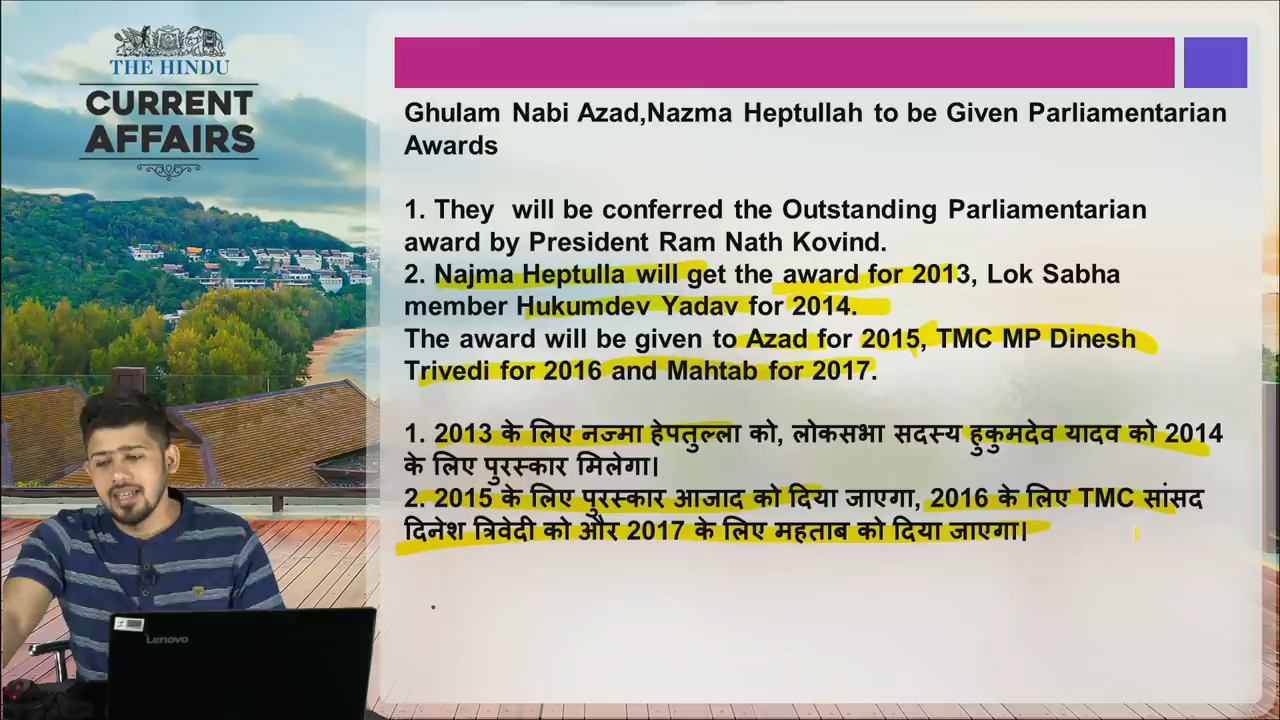 THE HINDU
CURRENT
AFFAIRS
Ghulam Nabi Azad,Nazma Heptullah to be Given Parliamentarian
Awards
1. They will be conferred the Outstanding Parliamentarian
award by President Ram Nath Kovind.
2. Najma Heptulla will get the award for 2013, Lok Sabha
member Hukumdev Yadav for 2014.
The award will be given to Azad for 2015, TMC MP Dinesh
Trivedi for 2016 and Mahtab for 2017.
1. 2013 के लिए नज्मा हेपतुल्ला को, लोकसभा सदस्य हुकुमदेव यादव को 2014
के लिए पुरस्कार मिलेगा।
2. 2015 के लिए पुरस्कार आजाद को दिया जाएगा, 2016 के लिए TMC सांसद
दिनेश त्रिवेदी को और 2017 के लिए महताब को दिया जाएगा।
Lenovo